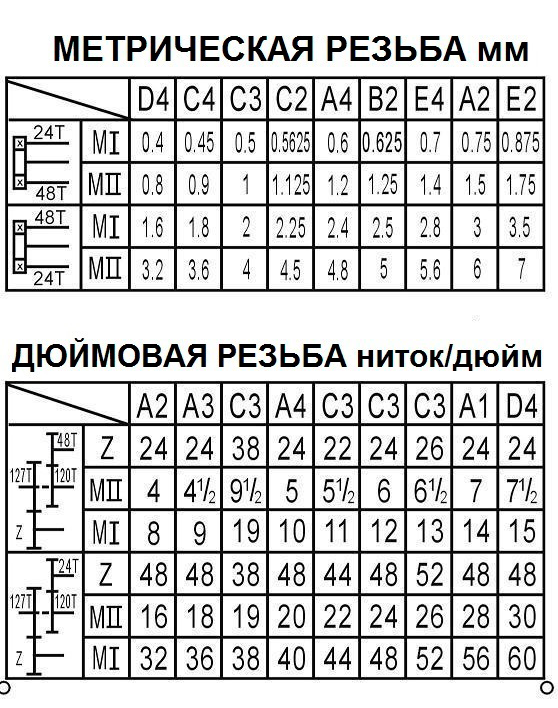 МЕТРИЧЕСКАЯ РЕЗЬБА мм
D4 C4 C3 C2 A4 B2 E4 A2 E2
24T X MI 0.4 0.45 0.5 0.5625 0.6 0.625 0.7 0.75 0.875
X 48T MII 0.8 0.9 1 1.125 1.2 1.25 1.4 1.5 1.75
48T X MI 1.6 1.8 2 2.25 2.4 2.5 2.8 3 3.5
X 24T MII 3.2 3.6 4 4.5 4.8 5 5.6 6 7
ДЮЙМОВАЯ РЕЗЬБА ниток/дюйм
A2 A3 C3 A4 C3 C3 C3 A1 D4
48T Z 24 24 38 24 22 24 26 24 24
127T 120T MII 4 4 1/2 9 1/2 5 5 1/2 6 6 1/2 7 7 1/2
Z MI 8 9 19 10 11 12 13 14 15
24T Z 48 48 38 48 44 48 52 48 48
127T 120T MII 16 18 19 20 22 24 26 28 30
Z MI 32 36 38 40 44 48 52 56 60